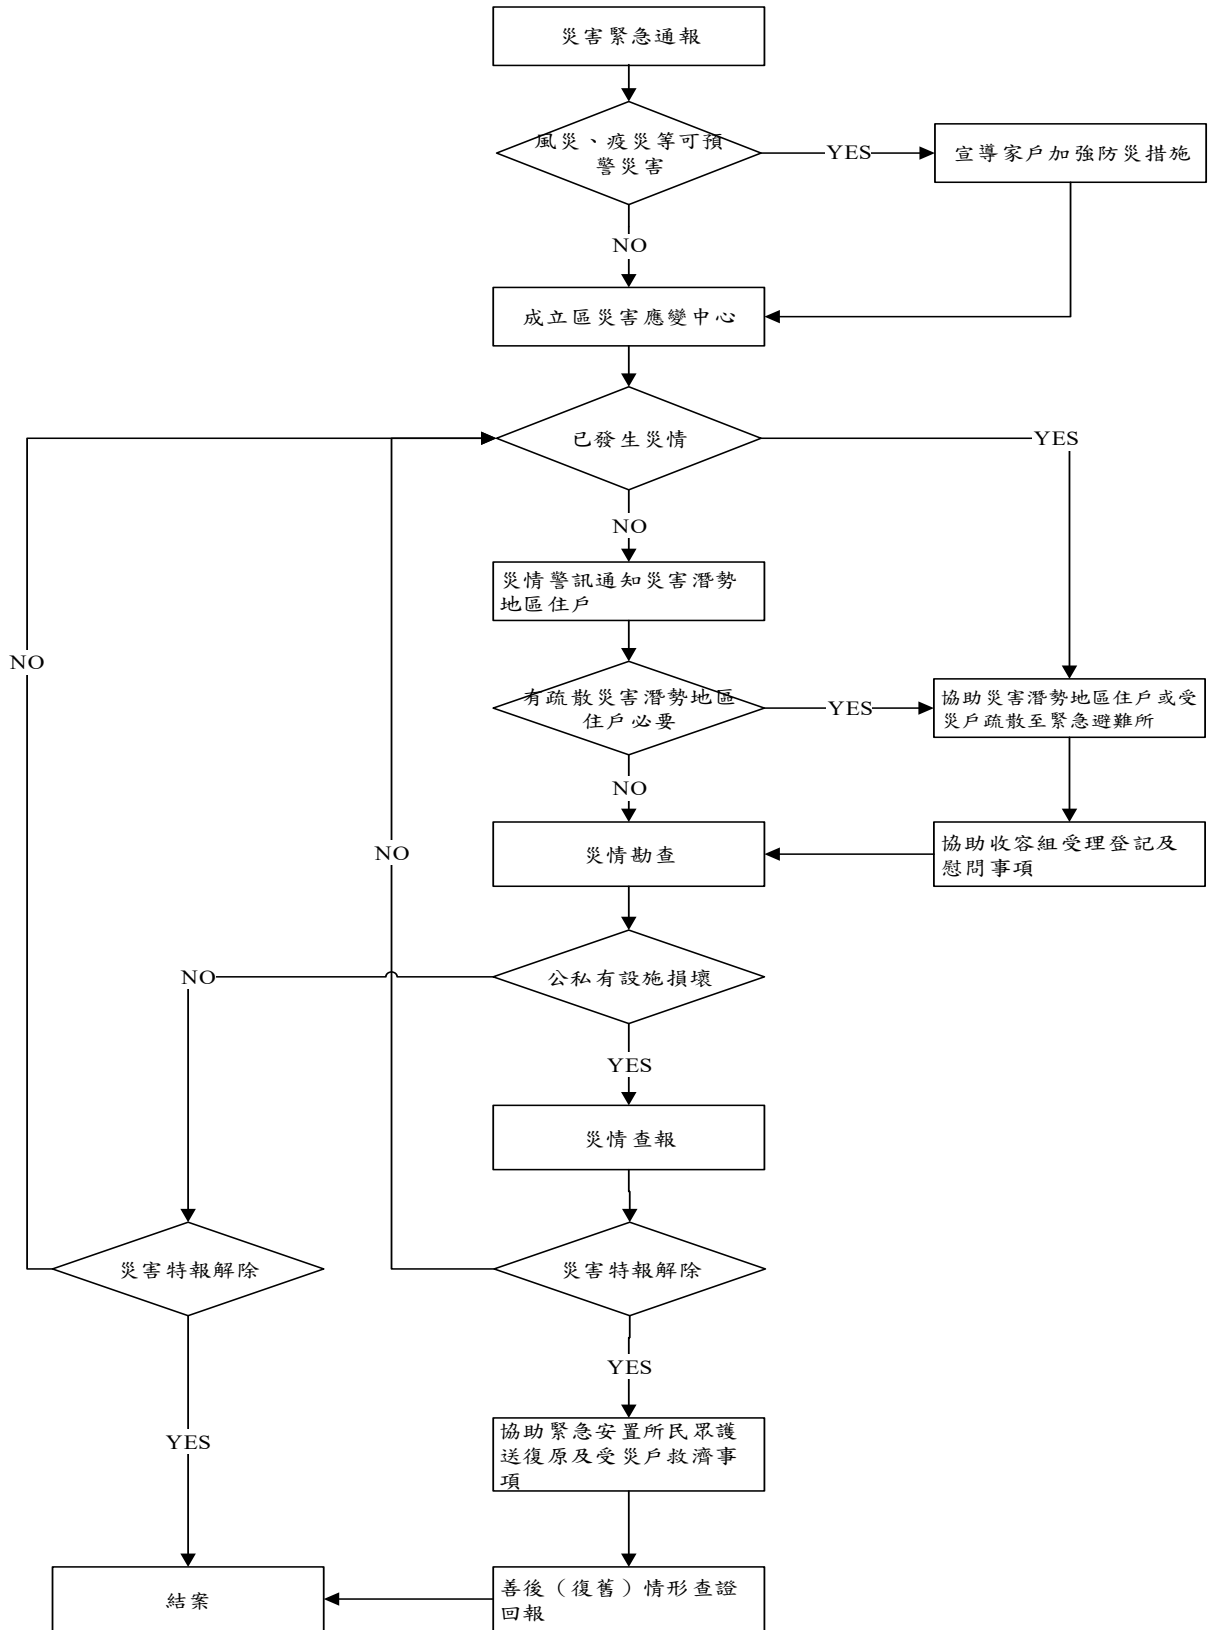 災害緊急通報
風災、疫災等可預
警災害
YES
宣導家戶加強防災措施
NO
成立區災害應變中心
已發生災情
YES
NO
災情警訊通知災害潛勢
地區住戶
NO
有疏散災害潛勢地區
住戶必要
YES
協助災害潛勢地區住戶或受
災戶疏散至緊急避難所
NO
災情勘查
NO
協助收容組受理登記及
慰問事項
NO
公私有設施損壞
YES
災情查報
災害特報解除
災害特報解除
YES
YES
協助緊急安置所民眾護
送復原及受災戶救濟事
項
結案
善後（復舊）情形查證
回報